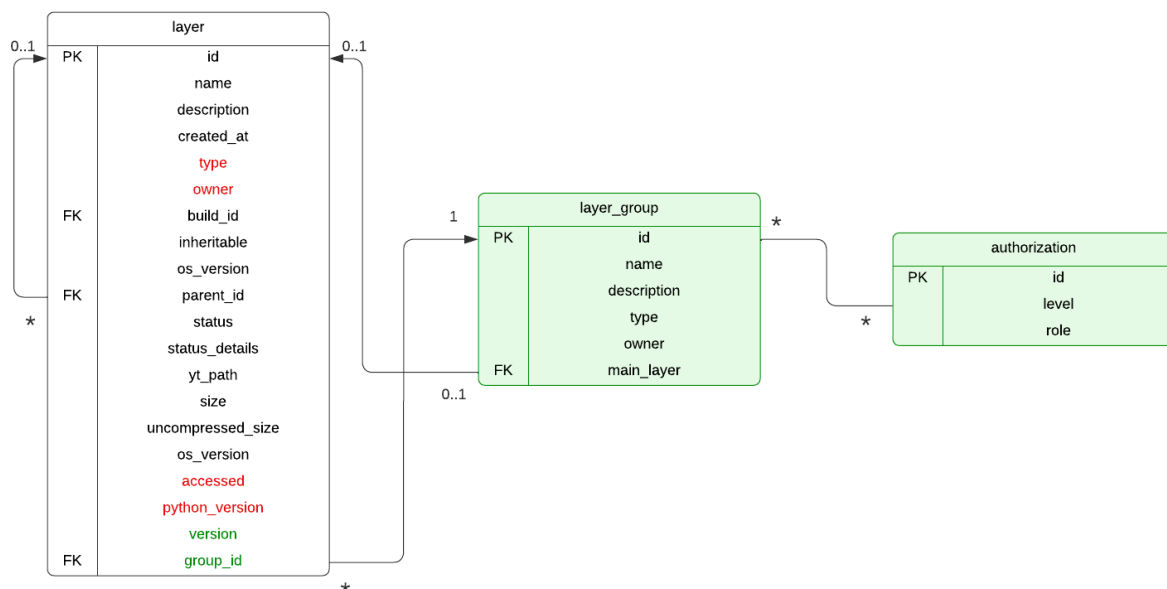 layer
0..1
0..1
PK id
name
description
created_at
type
owner
FK build_id
inheritable
os_version
FK parent_id
*
status
status_details
yt_path
size
uncompressed_size
os_version
accessed
python_version
version
FK group_id
*
1
layer_group
PK id
name
description
type
owner
FK main_layer
0..1
*
*
authorization
PK id
level
role